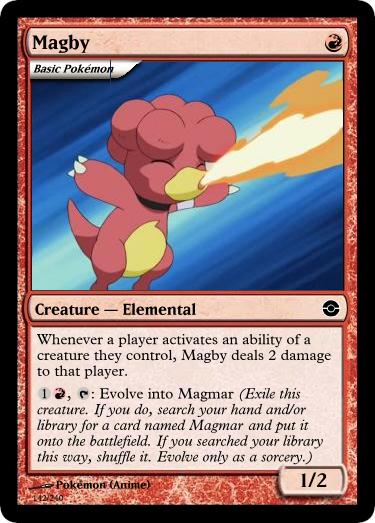 Magby
Basic Pokémon
Creature — Elemental
Whenever a player activates an ability of a
creature they control, Magby deals 2 damage
to that player.
1 R, T: Evolve into Magmar (Exile this
creature. If you do, search your hand and/or
library for a card named Magmar and put it
onto the battlefield. If you searched your library
this way, shuffle it. Evolve only as a sorcery.)
1/2
Pokémon (Anime)
142/240